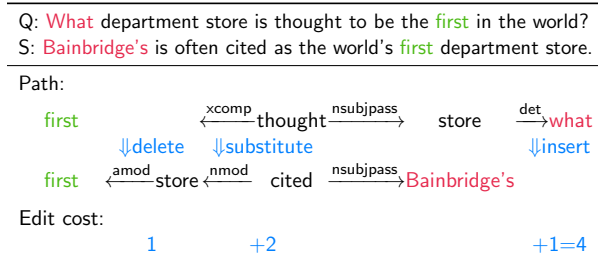 Q: What department store is thought to be the first in the world?
S: Bainbridge's is often cited as the world's first department store.
Path:
xcomp nsubjpass det
first ←thought→ store →what
⇓delete ⇓substitute ⇓insert
amod nmod nsubjpass
first ←store← cited →Bainbridge's
Edit cost:
1 +2 +1=4